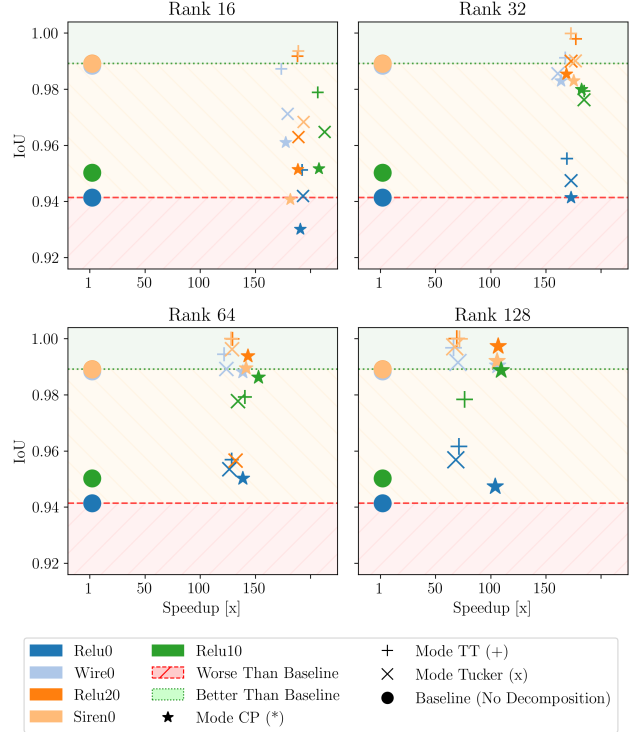 Rank 16
Rank 32
1.00
0.98
0.96
0.94
0.92
IoU
1
50
100
150
1
50
100
150
Rank 64
Rank 128
1.00
0.98
0.96
0.94
0.92
IoU
1
50
100
150
1
50
100
150
Speedup [x]
Speedup [x]
Relu0
Wire0
Relu20
Siren0
Relu10
Worse Than Baseline
Better Than Baseline
Mode CP (*)
Mode TT (+)
Mode Tucker (x)
Baseline (No Decomposition)